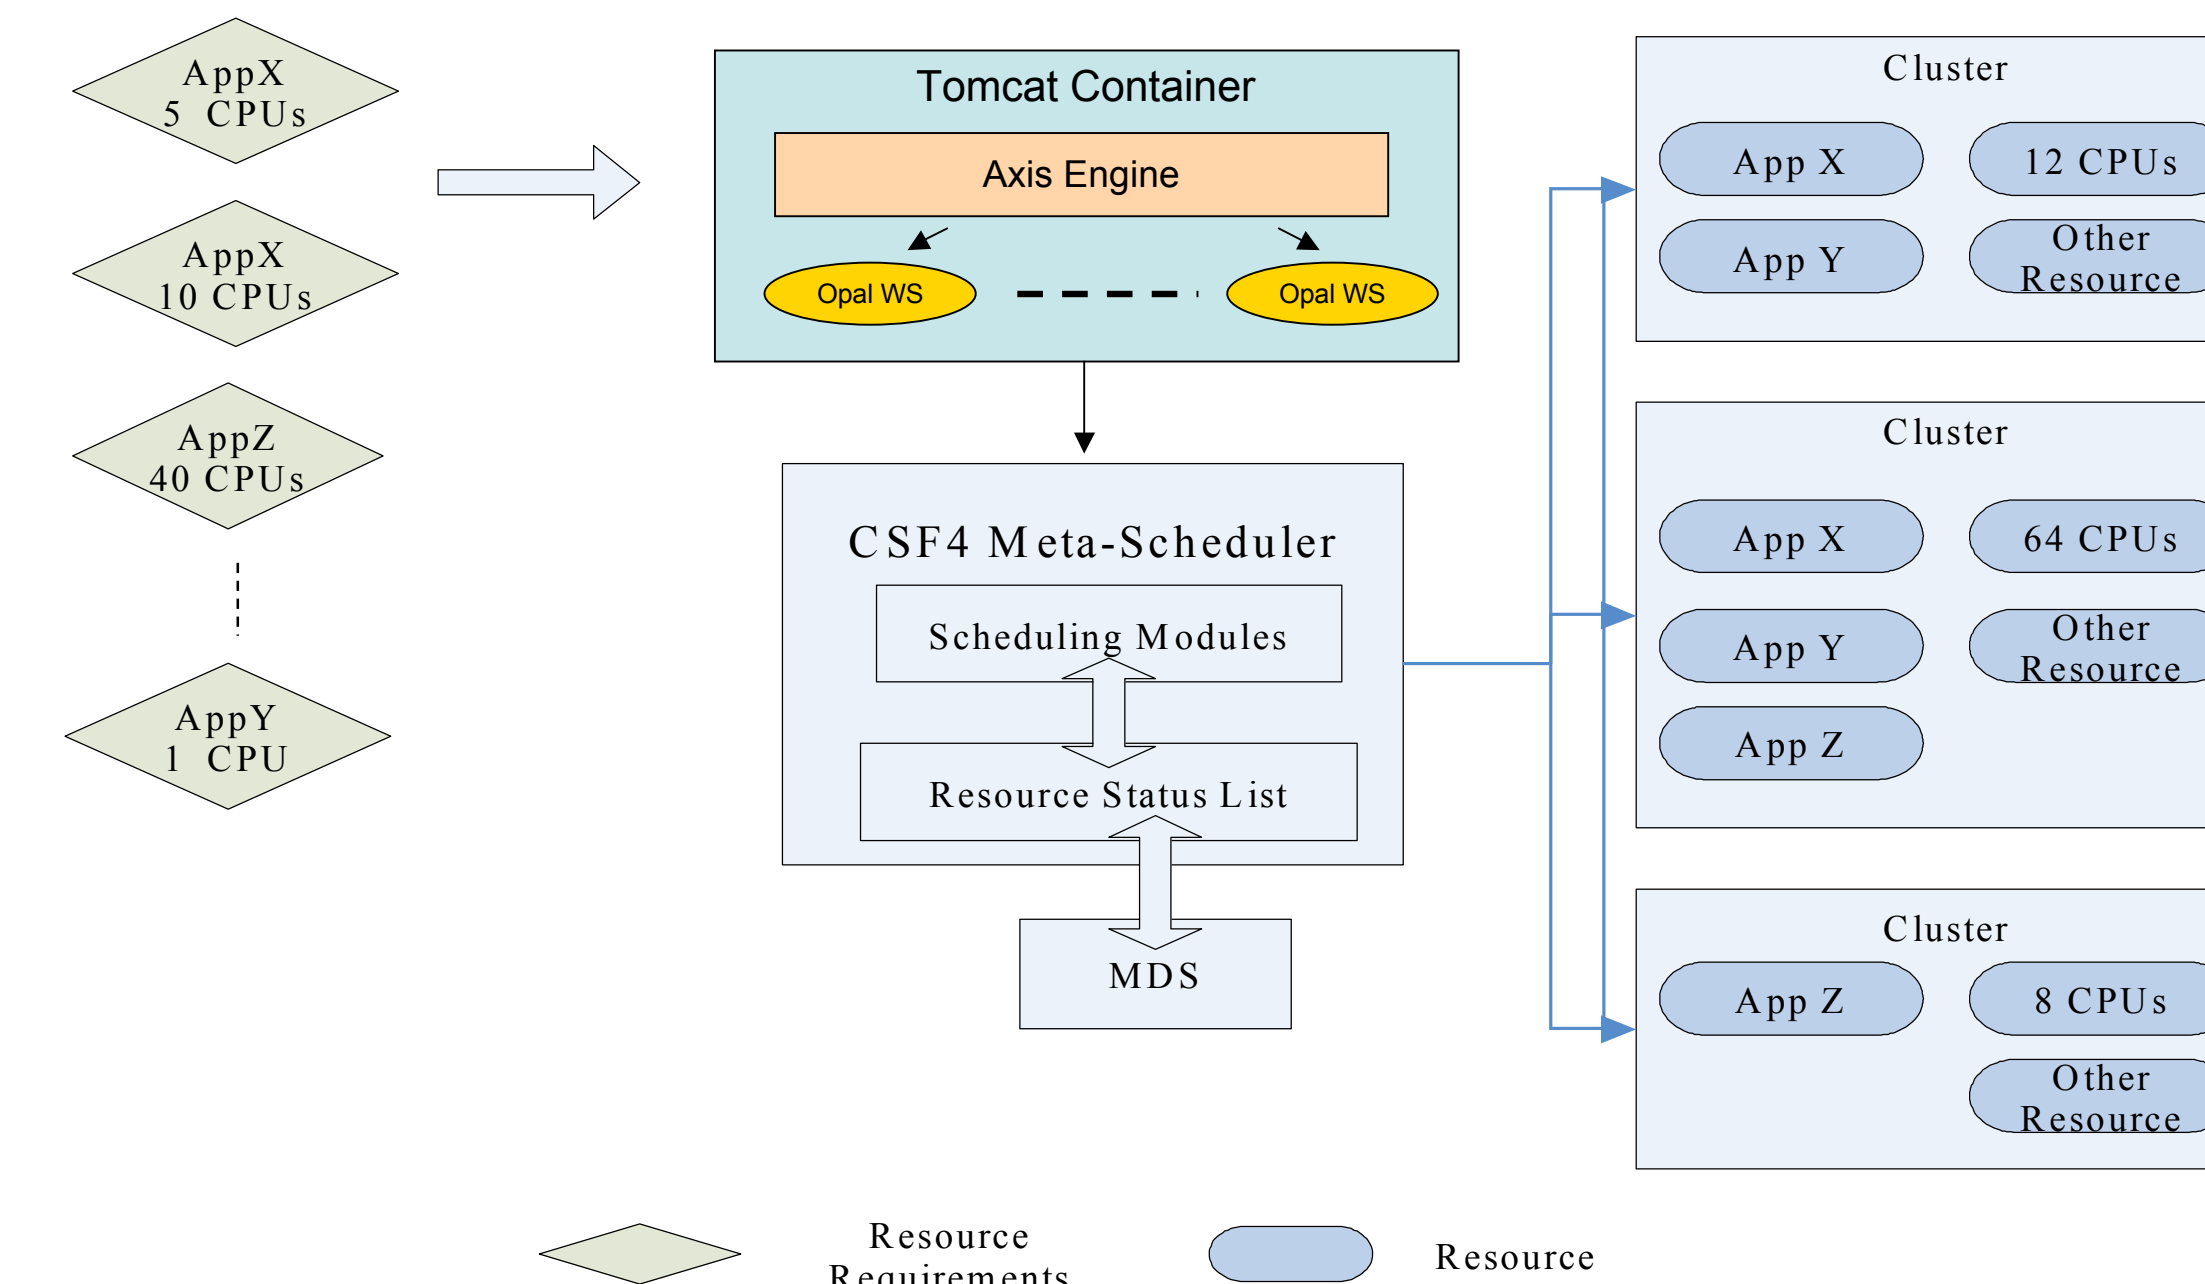 AppX
5 CPUs
AppX
10 CPUs
AppZ
40 CPUs
AppY
1 CPU
Tomcat Container
Axis Engine
Opal WS
Opal WS
CSF4 Meta-Scheduler
Scheduling Modules
Resource Status List
MDS
Cluster
App X
12 CPUs
App Y
Other
Resource
Cluster
App X
64 CPUs
App Y
Other
Resource
App Z
Cluster
App Z
8 CPUs
Other
Resource
Resource
Requirements
Resource